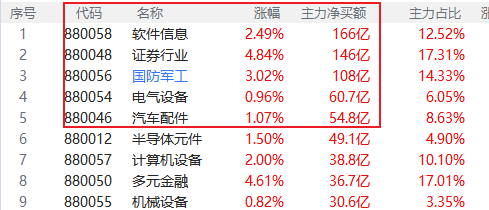 序号 代码 名称 涨幅 主力净买额 主力占比
1 880058 软件信息 2.49% 166亿 12.52%
2 880048 证券行业 4.84% 146亿 17.31%
3 880056 国防军工 3.02% 108亿 14.33%
4 880054 电气设备 0.96% 60.7亿 6.05%
5 880046 汽车配件 1.07% 54.8亿 8.63%
6 880012 半导体元件 1.50% 49.1亿 4.90%
7 880057 计算机设备 2.00% 38.8亿 10.10%
8 880050 多元金融 4.61% 36.7亿 17.01%
9 880055 机械设备 0.82% 30.6亿 3.35%